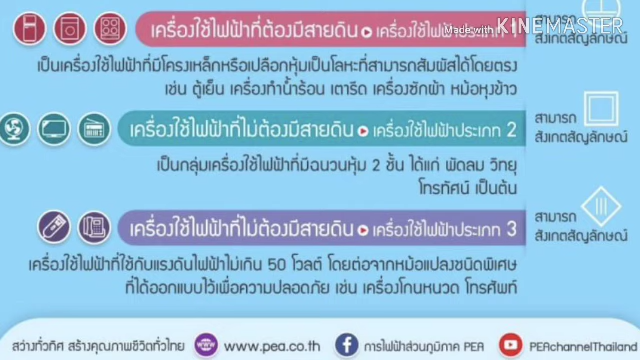 Made with KINEMASTER
เครื่องใช้ไฟฟ้าที่ต้องมีสายดิน เครื่องใช้ไฟฟ้าประเภท 1
สามารถ
สังเกตสัญลักษณ์
เป็นเครื่องใช้ไฟฟ้าที่มีโครงเหล็กหรือเปลือกหุ้มเป็นโลหะที่สามารถสัมผัสได้โดยตรง
เช่น ตู้เย็น เครื่องทำน้ำร้อน เตารีด เครื่องซักผ้า หม้อหุงข้าว
เครื่องใช้ไฟฟ้าที่ไม่ต้องมีสายดิน เครื่องใช้ไฟฟ้าประเภท 2
สามารถ
สังเกตสัญลักษณ์
เป็นกลุ่มเครื่องใช้ไฟฟ้าที่มีฉนวนหุ้ม 2 ชั้น ได้แก่ พัดลม วิทยุ
โทรทัศน์ เป็นต้น
เครื่องใช้ไฟฟ้าที่ไม่ต้องมีสายดิน เครื่องใช้ไฟฟ้าประเภท 3
สามารถ
สังเกตสัญลักษณ์
เครื่องใช้ไฟฟ้าที่ใช้กับแรงดันไฟฟ้าไม่เกิน 50 โวลต์ โดยต่อจากหม้อแปลงชนิดพิเศษ
ที่ได้ออกแบบไว้เพื่อความปลอดภัย เช่น เครื่องโกนหนวด โทรศัพท์
สว่างทั่วทิศ สร้างคุณภาพชีวิตทั่วไทย www www.pea.co.th การไฟฟ้าส่วนภูมิภาค PEA PEAchannelThailand